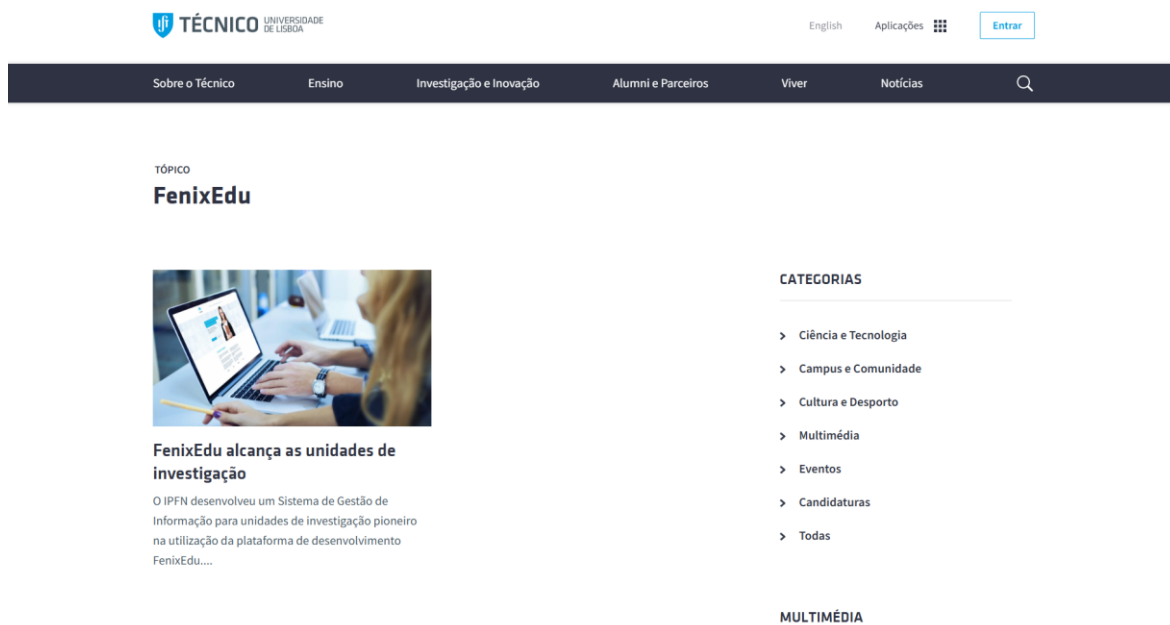 TÉCNICO UNIVERSIDADE
DE LISBOA
English
Aplicações
Entrar
Sobre o Técnico
Ensino
Investigação e Inovação
Alumni e Parceiros
Viver
Notícias
TÓPICO
FenixEdu
FenixEdu alcança as unidades de
investigação
O IPFN desenvolveu um Sistema de Gestão de
Informação para unidades de investigação pioneiro
na utilização da plataforma de desenvolvimento
FenixEdu....
CATEGORIAS
Ciência e Tecnologia
Campus e Comunidade
Cultura e Desporto
Multimédia
Eventos
Candidaturas
Todas
MULTIMÉDIA